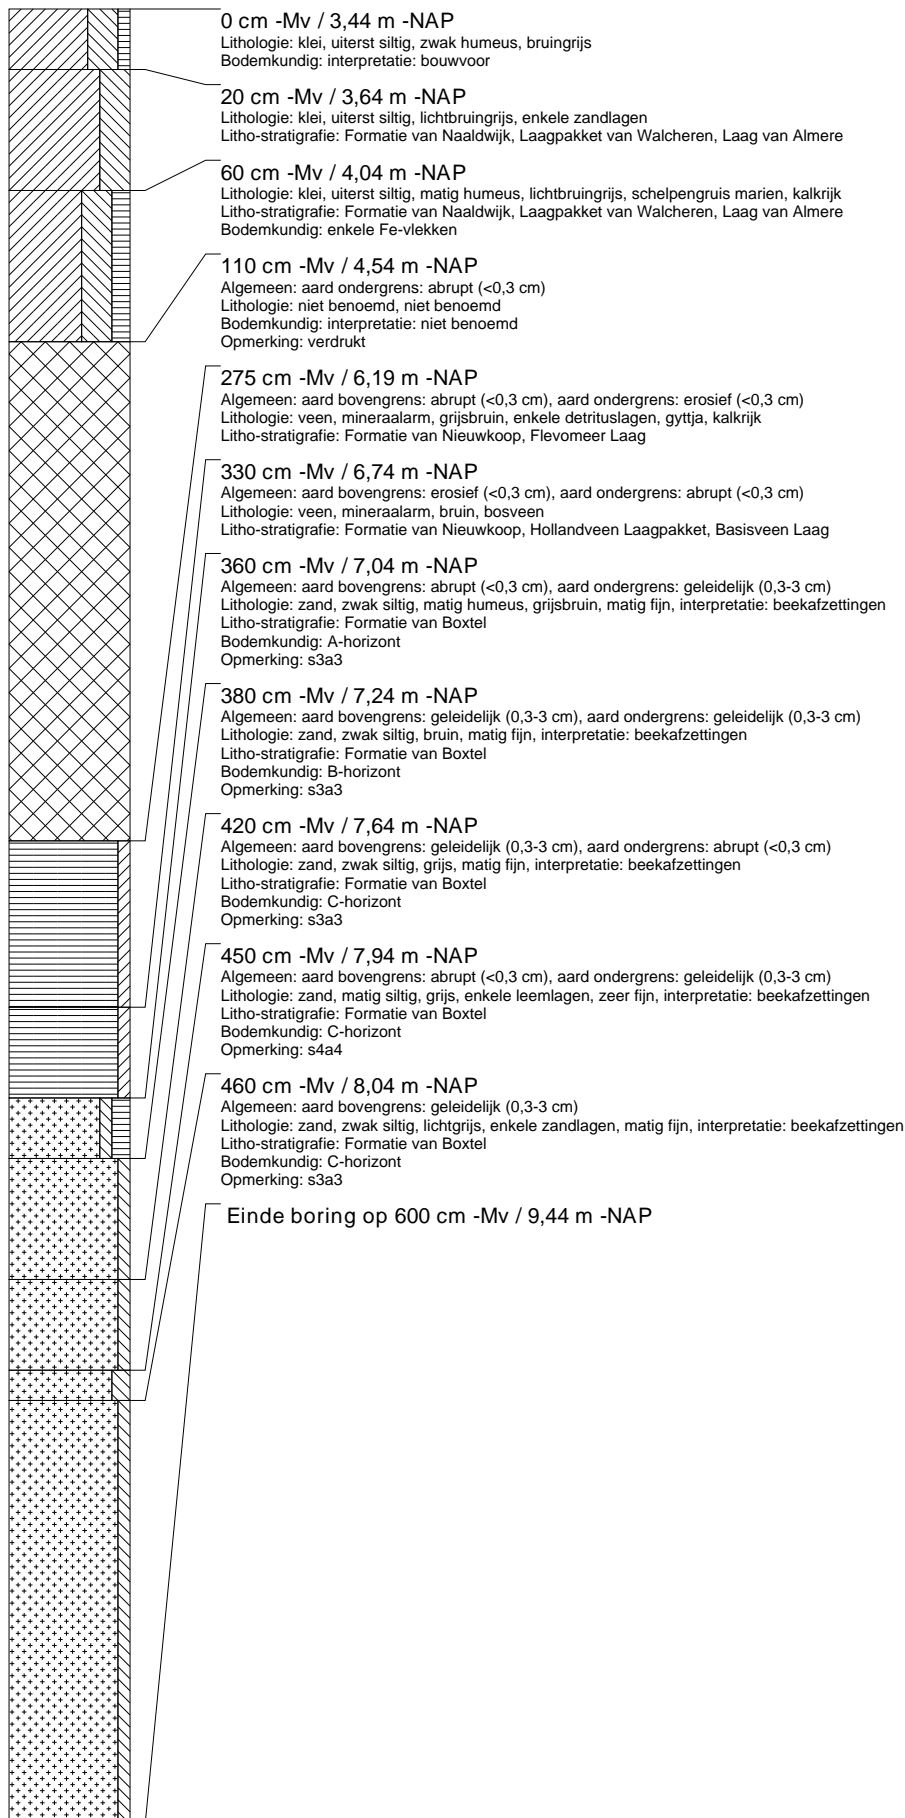 0 cm -Mv / 3,44 m -NAP
Lithologie: klei, uiterst siltig, zwak humeus, bruingrijs
Bodemkundig: interpretatie: bouwvoor
20 cm -Mv / 3,64 m -NAP
Lithologie: klei, uiterst siltig, lichtbruingrijs, enkele zandlagen
Litho-stratigrafie: Formatie van Naaldwijk, Laagpakket van Walcheren, Laag van Almere
60 cm -Mv / 4,04 m -NAP
Lithologie: klei, uiterst siltig, matig humeus, lichtbruingrijs, schelpengruis marien, kalkrijk
Litho-stratigrafie: Formatie van Naaldwijk, Laagpakket van Walcheren, Laag van Almere
Bodemkundig: enkele Fe-vlekken
110 cm -Mv / 4,54 m -NAP
Algemeen: aard ondergrens: abrupt (<0,3 cm)
Lithologie: niet benoemd, niet benoemd
Bodemkundig: interpretatie: niet benoemd
Opmerking: verdrukt
275 cm -Mv / 6,19 m -NAP
Algemeen: aard bovengrens: abrupt (<0,3 cm), aard ondergrens: erosief (<0,3 cm)
Lithologie: veen, mineraalarm, grijsbruin, enkele detrituslagen, gyttja, kalkrijk
Litho-stratigrafie: Formatie van Nieuwkoop, Flevomeer Laag
330 cm -Mv / 6,74 m -NAP
Algemeen: aard bovengrens: erosief (<0,3 cm), aard ondergrens: abrupt (<0,3 cm)
Lithologie: veen, mineraalarm, bruin, bosveen
Litho-stratigrafie: Formatie van Nieuwkoop, Hollandveen Laagpakket, Basisveen Laag
360 cm -Mv / 7,04 m -NAP
Algemeen: aard bovengrens: abrupt (<0,3 cm), aard ondergrens: geleidelijk (0,3-3 cm)
Lithologie: zand, zwak siltig, matig humeus, grijsbruin, matig fijn, interpretatie: beekafzettingen
Litho-stratigrafie: Formatie van Boxtel
Bodemkundig: A-horizont
Opmerking: s3a3
380 cm -Mv / 7,24 m -NAP
Algemeen: aard bovengrens: geleidelijk (0,3-3 cm), aard ondergrens: geleidelijk (0,3-3 cm)
Lithologie: zand, zwak siltig, bruin, matig fijn, interpretatie: beekafzettingen
Litho-stratigrafie: Formatie van Boxtel
Bodemkundig: B-horizont
Opmerking: s3a3
420 cm -Mv / 7,64 m -NAP
Algemeen: aard bovengrens: geleidelijk (0,3-3 cm), aard ondergrens: abrupt (<0,3 cm)
Lithologie: zand, zwak siltig, grijs, matig fijn, interpretatie: beekafzettingen
Litho-stratigrafie: Formatie van Boxtel
Bodemkundig: C-horizont
Opmerking: s3a3
450 cm -Mv / 7,94 m -NAP
Algemeen: aard bovengrens: abrupt (<0,3 cm), aard ondergrens: geleidelijk (0,3-3 cm)
Lithologie: zand, matig siltig, grijs, enkele leemlagen, zeer fijn, interpretatie: beekafzettingen
Litho-stratigrafie: Formatie van Boxtel
Bodemkundig: C-horizont
Opmerking: s4a4
460 cm -Mv / 8,04 m -NAP
Algemeen: aard bovengrens: geleidelijk (0,3-3 cm)
Lithologie: zand, zwak siltig, lichtgrijs, enkele zandlagen, matig fijn, interpretatie: beekafzettingen
Litho-stratigrafie: Formatie van Boxtel
Bodemkundig: C-horizont
Opmerking: s3a3
Einde boring op 600 cm -Mv / 9,44 m -NAP